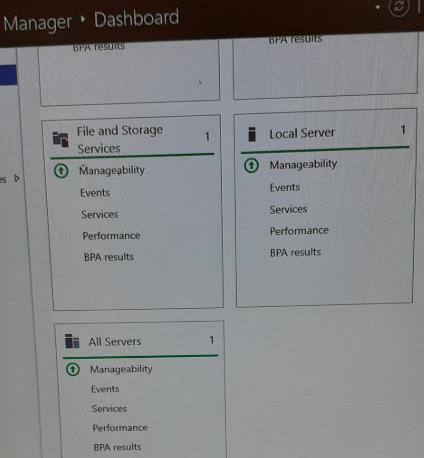 Manager ‣ Dashboard
BPA results
BPA results
File and Storage
Services
1
Manageability
Events
Services
Performance
BPA results
Local Server 1
Manageability
Events
Services
Performance
BPA results
All Servers 1
Manageability
Events
Services
Performance
BPA results